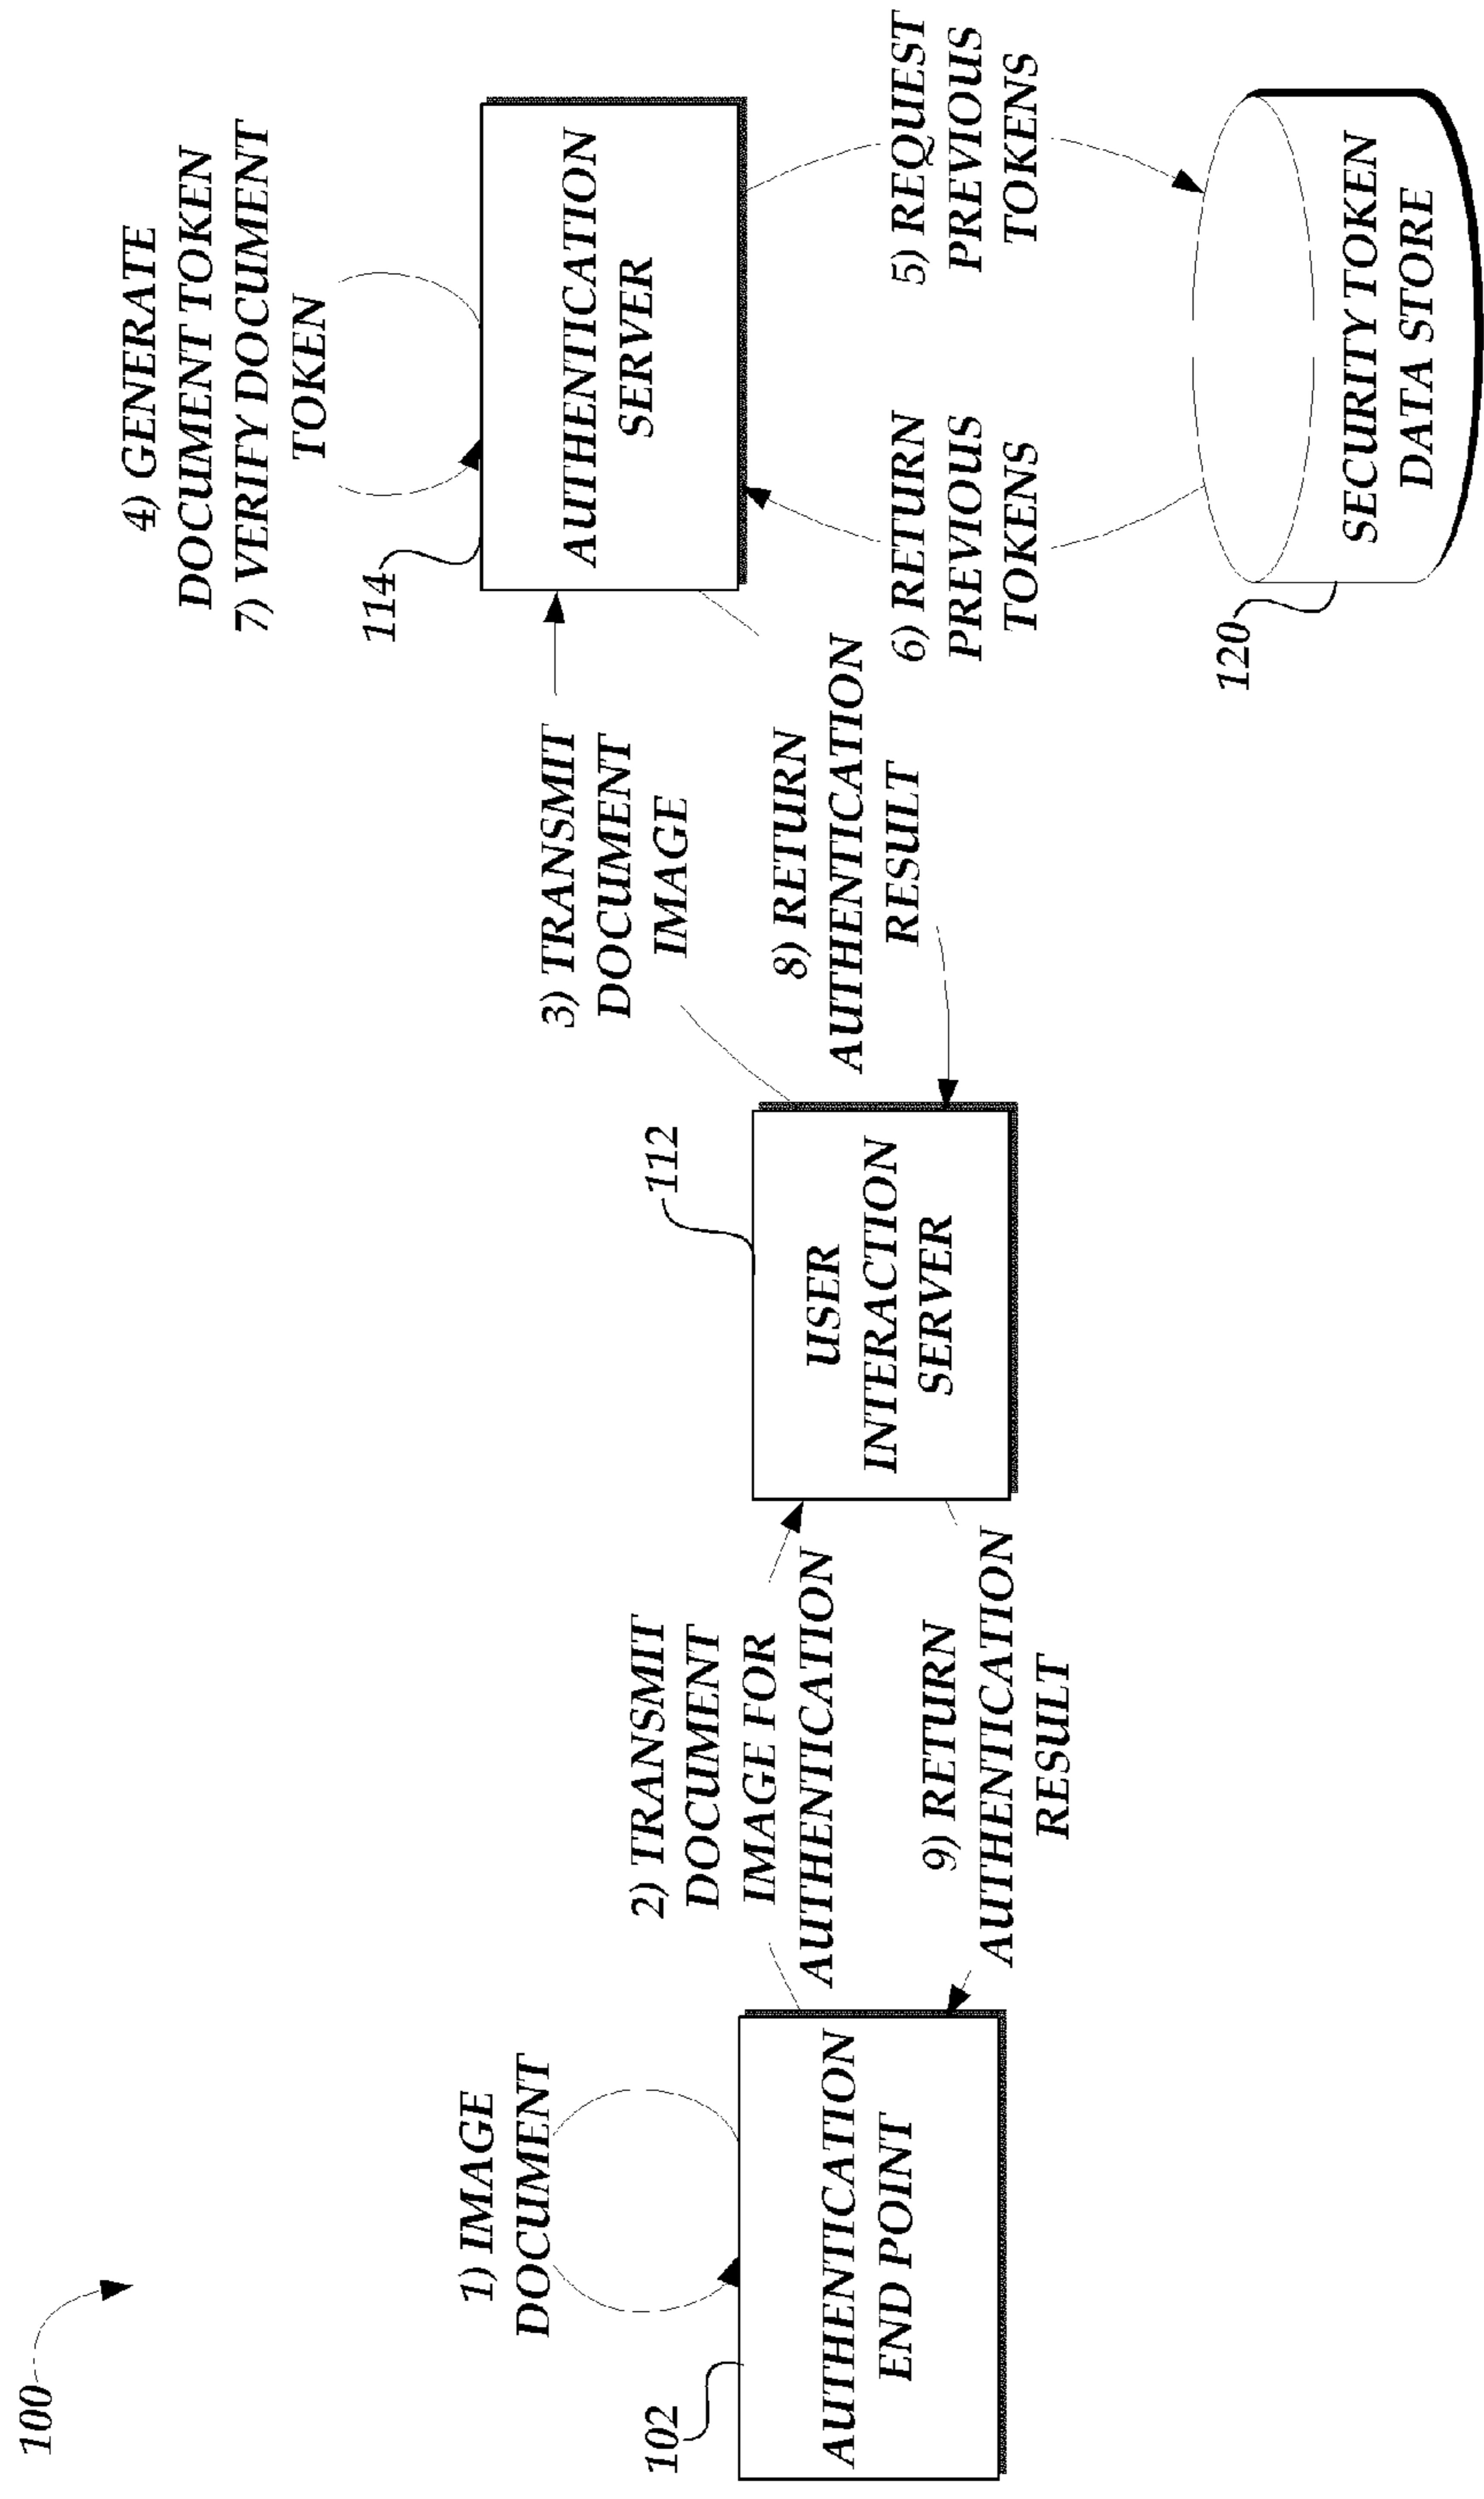 100
1) IMAGE
DOCUMENT
102
AUTHENTICATION
END POINT
2) TRANSMIT
DOCUMENT
IMAGE FOR
AUTHENTICATION
9) RETURN
AUTHENTICATION
RESULT
112
USER
INTERACTION
SERVER
3) TRANSMIT
DOCUMENT
IMAGE
8) RETURN
AUTHENTICATION
RESULT
4) GENERATE
DOCUMENT TOKEN
7) VERIFY DOCUMENT
TOKEN
114
AUTHENTICATION
SERVER
6) RETURN
PREVIOUS
TOKENS
5) REQUEST
PREVIOUS
TOKENS
120
SECURITY TOKEN
DATA STORE